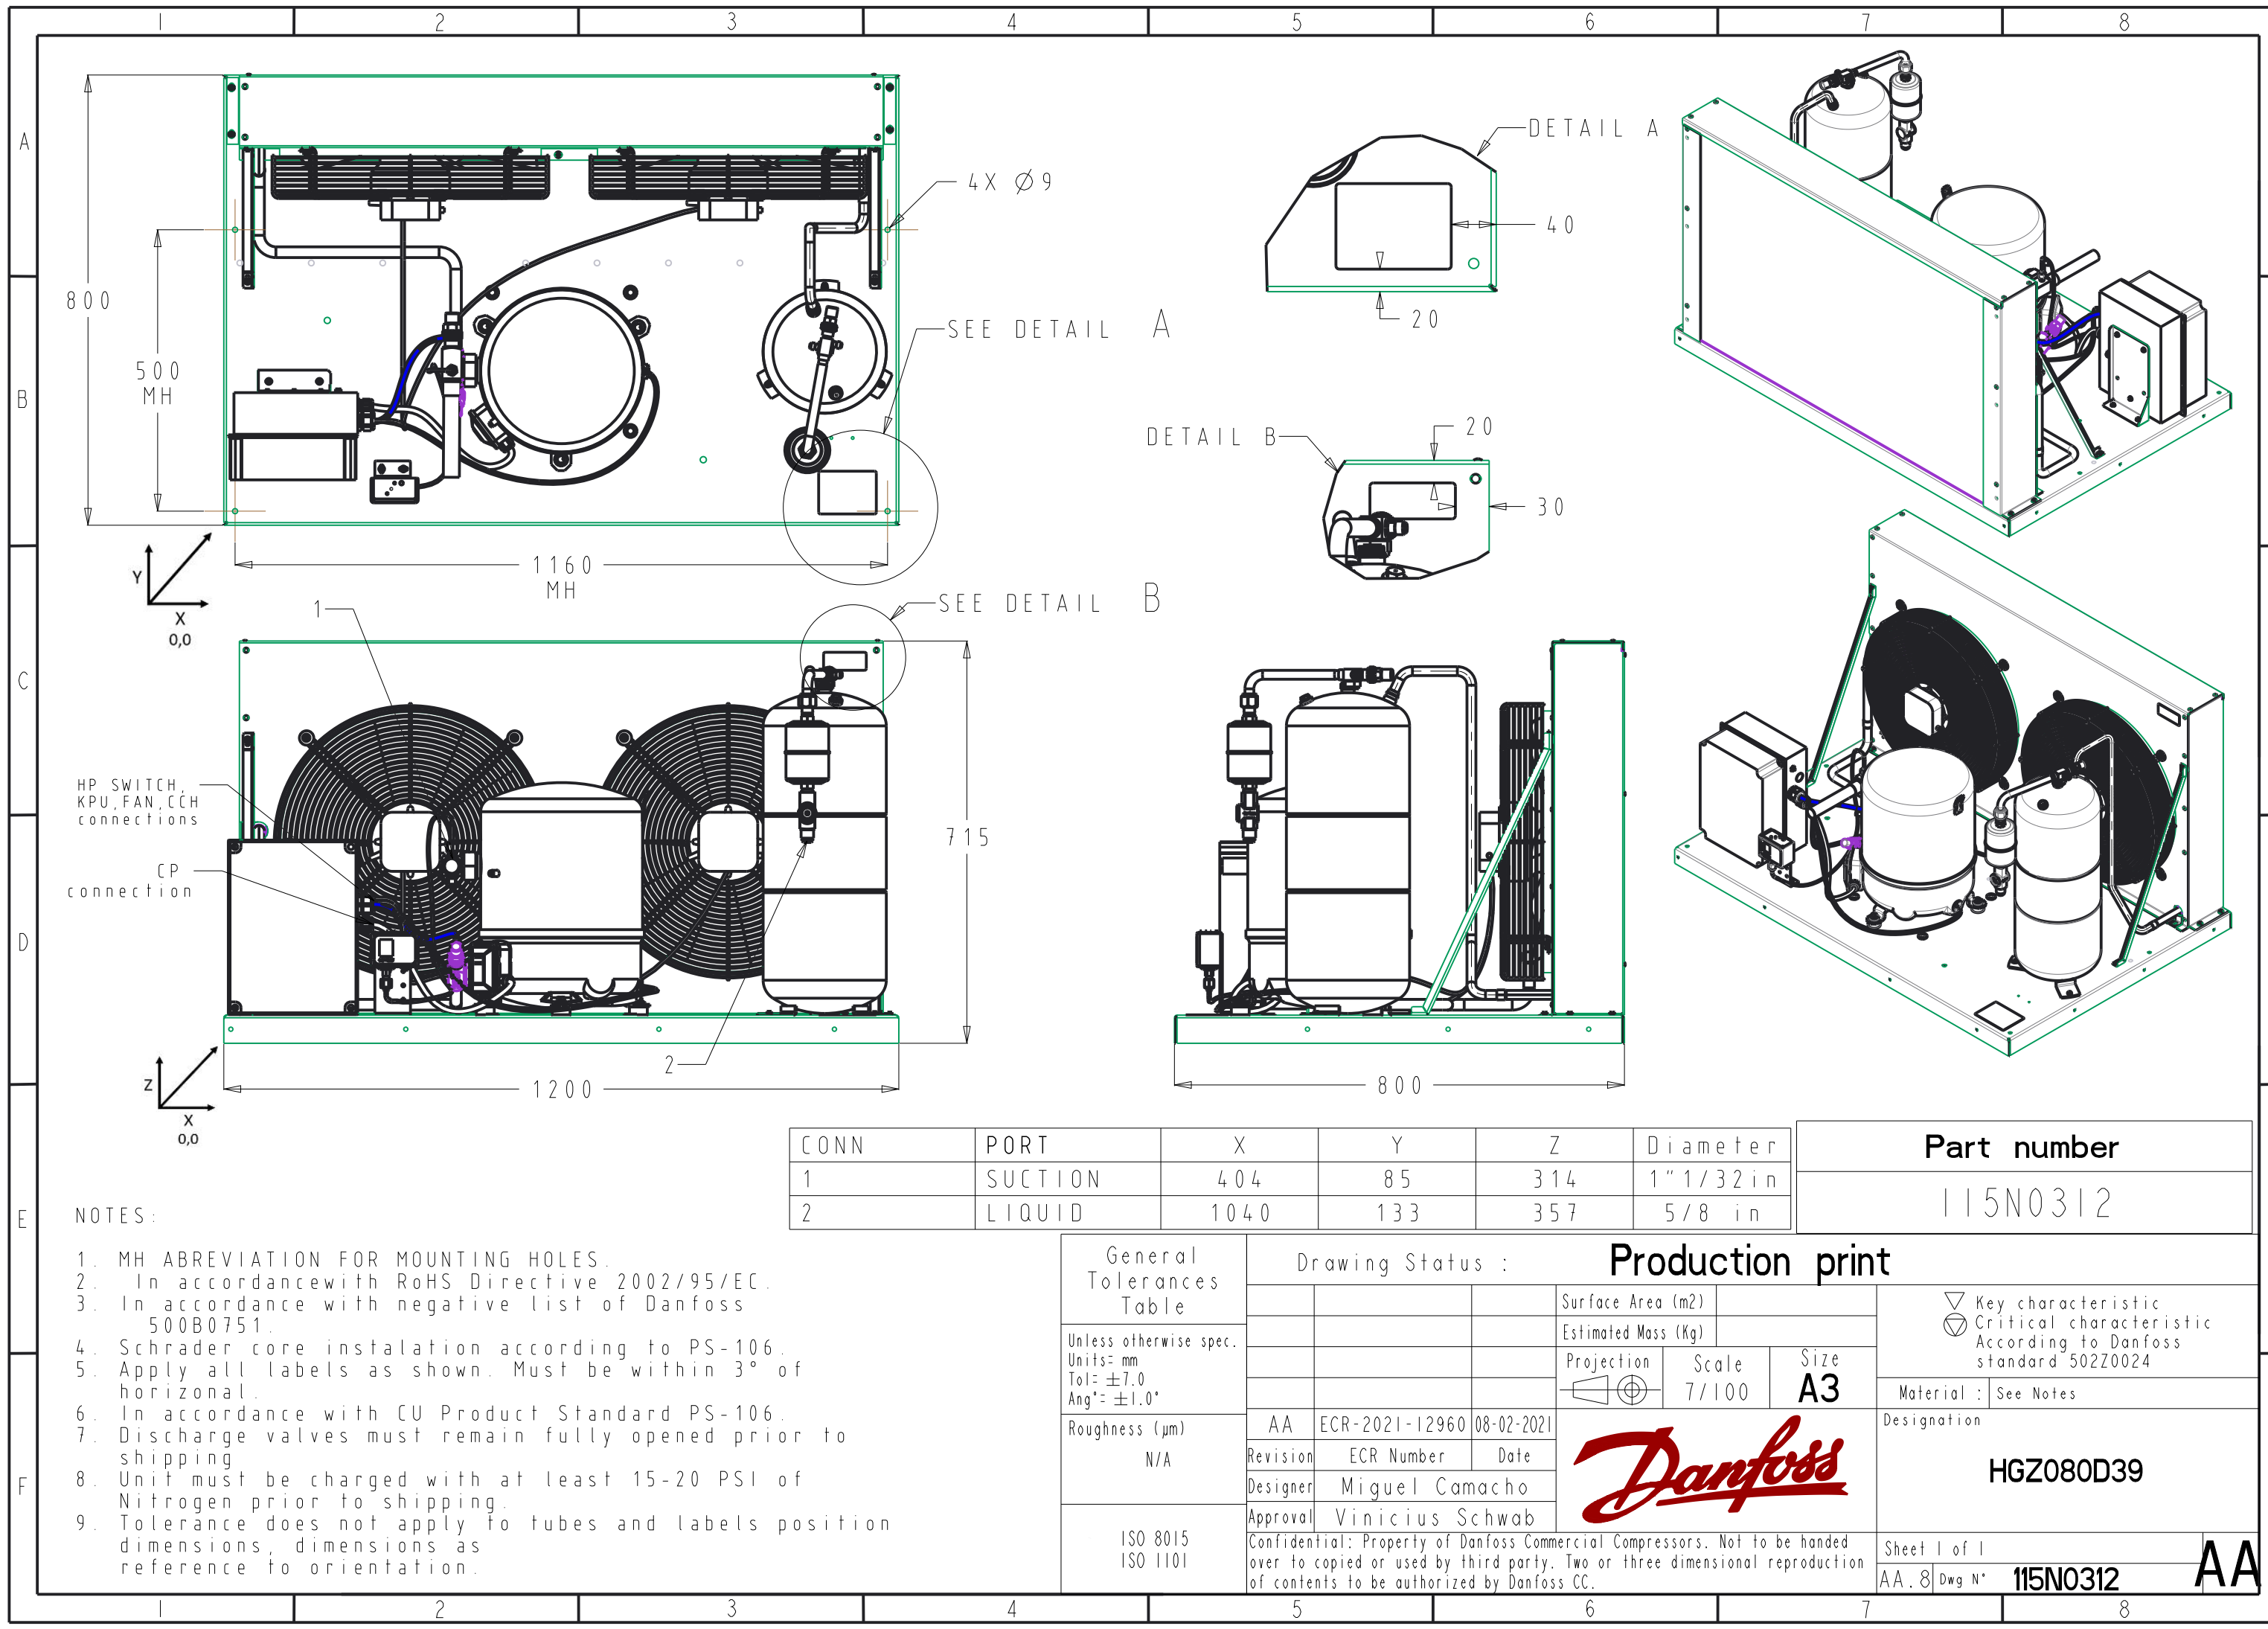 1 2 3 4 5 6 7 8
A
B
C
D
E
F
800
500
MH
1160
MH
4X Ø9
SEE DETAIL A
Y
X
0,0
DETAIL A
40
20
DETAIL B
20
30
1
SEE DETAIL B
HP SWITCH,
KPU,FAN,CCH
connections
CP
connection
715
2
1200
Z
X
0,0
800
CONN PORT X Y Z Diameter
1 SUCTION 404 85 314 1"1/32in
2 LIQUID 1040 133 357 5/8 in
Part number
115N0312
NOTES:
1. MH ABREVIATION FOR MOUNTING HOLES.
2. In accordancewith RoHS Directive 2002/95/EC.
3. In accordance with negative list of Danfoss
500B0751.
4. Schrader core instalation according to PS-106.
5. Apply all labels as shown. Must be within 3° of
horizonal.
6. In accordance with CU Product Standard PS-106.
7. Discharge valves must remain fully opened prior to
shipping
8. Unit must be charged with at least 15-20 PSI of
Nitrogen prior to shipping.
9. Tolerance does not apply to tubes and labels position
dimensions, dimensions as
reference to orientation.
General
Tolerances
Table
Unless otherwise spec.
Units= mm
Tol= ±7.0
Ang°= ±1.0°
Roughness (µm)
N/A
ISO 8015
ISO 1101
Drawing Status : Production print
Surface Area (m2)
Estimated Mass (Kg)
Projection
Scale
7/100
Size
A3
AA ECR-2021-12960 08-02-2021
Revision ECR Number Date
Designer Miguel Camacho
Approval Vinicius Schwab
Danfoss
Confidential: Property of Danfoss Commercial Compressors. Not to be handed
over to copied or used by third party. Two or three dimensional reproduction
of contents to be authorized by Danfoss CC.
Key characteristic
Critical characteristic
According to Danfoss
standard 502Z0024
Material : See Notes
Designation
HGZ080D39
Sheet 1 of 1
AA.8 Dwg N° 115N0312
AA
1 2 3 4 5 6 7 8